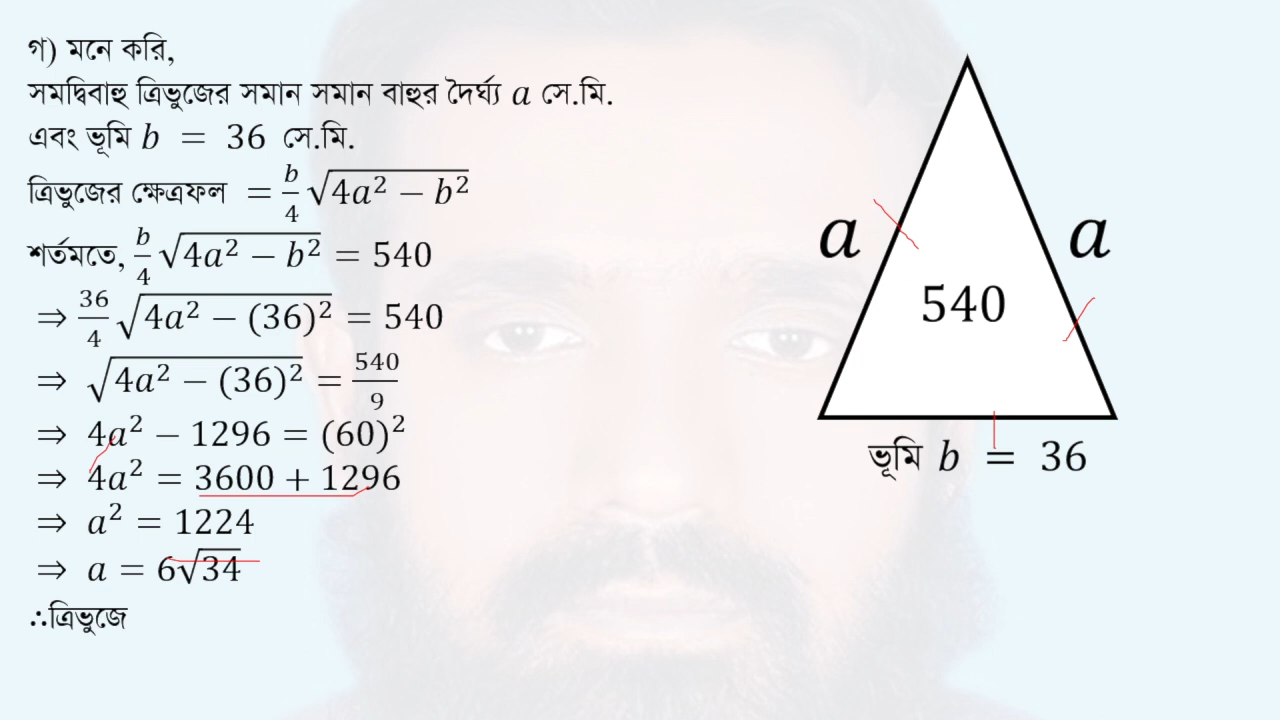 গ) মনে করি,
সমদ্বিবাহু ত্রিভুজের সমান সমান বাহুর দৈর্ঘ্য a সে.মি.
এবং ভূমি b = 36 সে.মি.
ত্রিভুজের ক্ষেত্রফল = b/4 √(4a² − b²)
শর্তমতে, b/4 √(4a² − b²) = 540
⇒ 36/4 √(4a² − (36)²) = 540
⇒ √(4a² − (36)²) = 540/9
⇒ 4a² − 1296 = (60)²
⇒ 4a² = 3600 + 1296
⇒ a² = 1224
⇒ a = 6√34
∴ত্রিভুজে
a
a
540
ভূমি b = 36